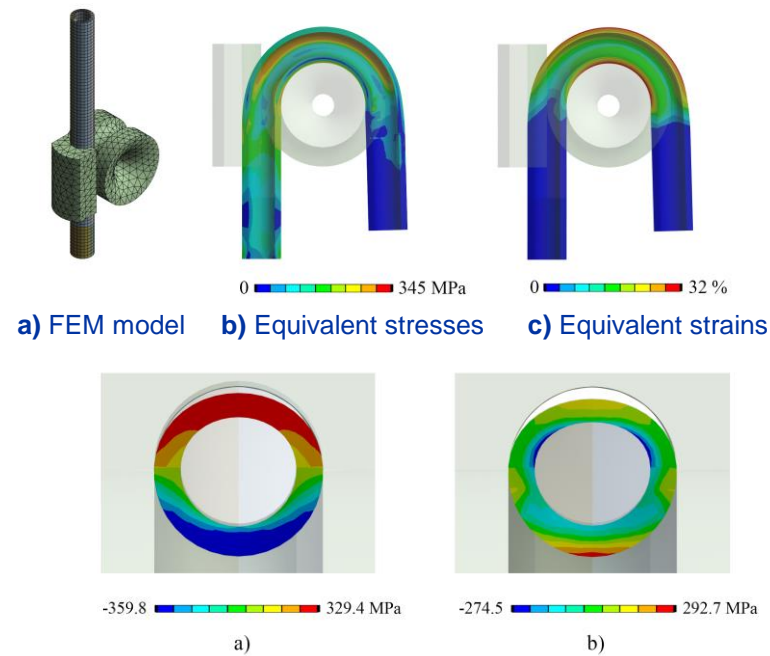 0 345 MPa 0 32 %
a) FEM model b) Equivalent stresses c) Equivalent strains
-359.8 329.4 MPa -274.5 292.7 MPa
a) b)